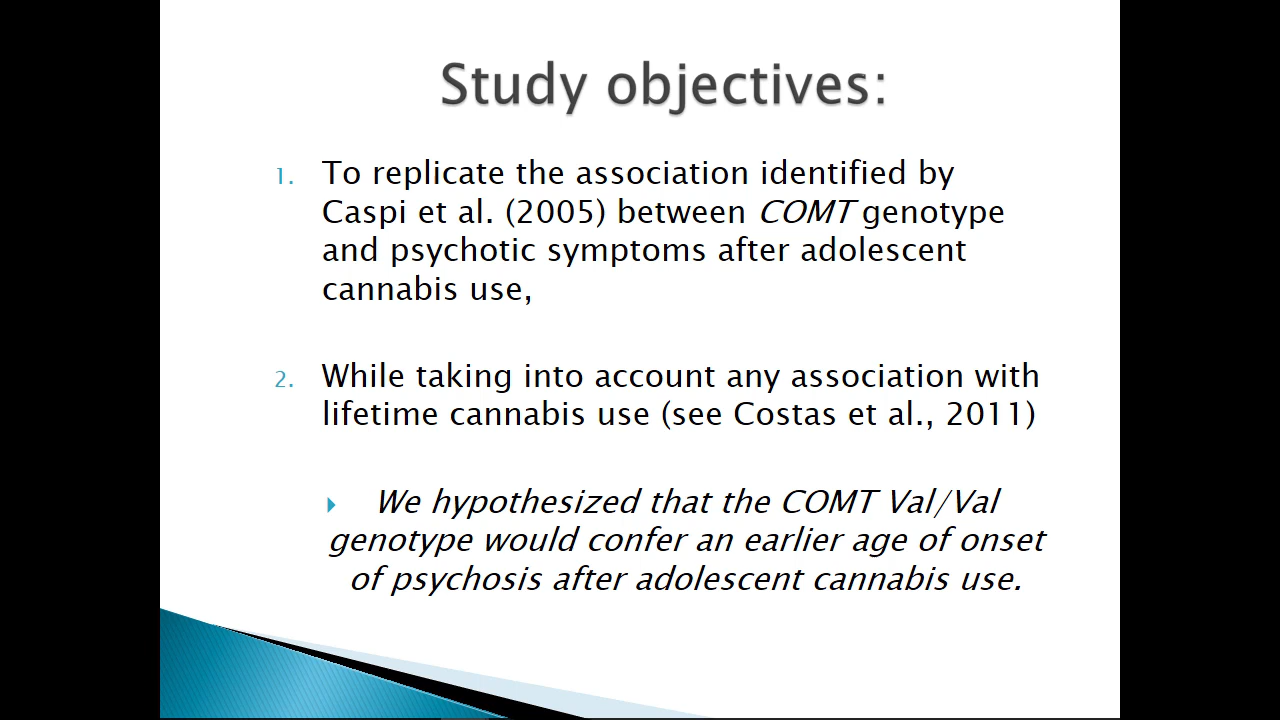 Study objectives:
1. To replicate the association identified by
Caspi et al. (2005) between COMT genotype
and psychotic symptoms after adolescent
cannabis use,
2. While taking into account any association with
lifetime cannabis use (see Costas et al., 2011)
We hypothesized that the COMT Val/Val
genotype would confer an earlier age of onset
of psychosis after adolescent cannabis use.